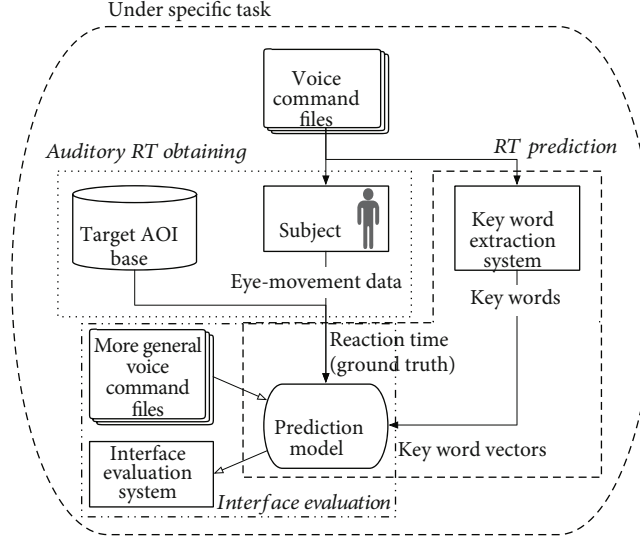 Under specific task
Voice
command
files
Auditory RT obtaining
RT prediction
Target AOI
base
Subject
Key word
extraction
system
Eye-movement data
Key words
More general
voice
command
files
Reaction time
(ground truth)
Prediction
model
Key word vectors
Interface
evaluation
system
Interface evaluation